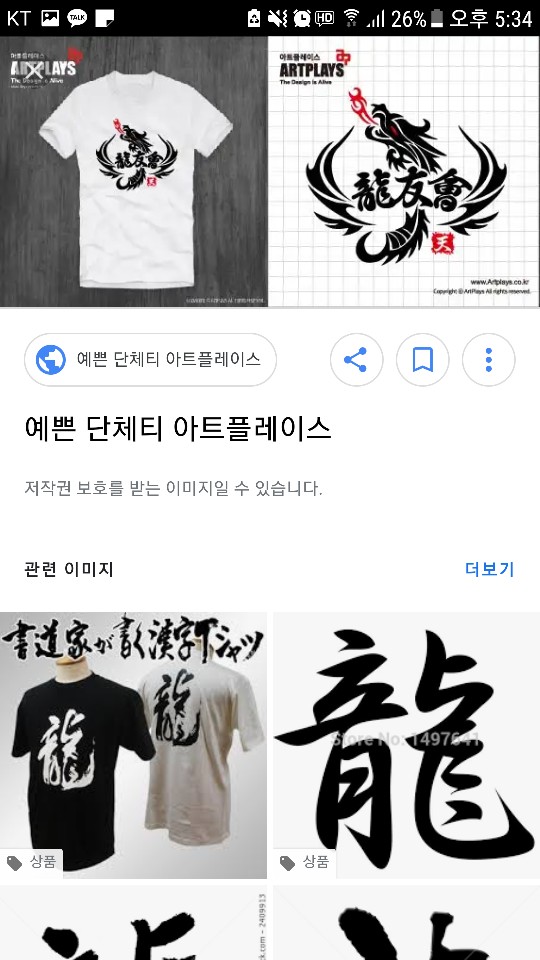 KT TALK HD 26% 오후 5:34
아트플레이스
ARTPLAYS
The Design is Alive
龍友會
天
아트플레이스
ARTPLAYS
The Design is Alive
龍友會
天
www.Artplays.co.kr
Copyright ⓒ ArtPlays All rights reserved.
예쁜 단체티 아트플레이스
예쁜 단체티 아트플레이스
저작권 보호를 받는 이미지일 수 있습니다.
관련 이미지
더보기
書道家が書く漢字Tシャツ
龍
龍
상품
龍
Store No: 1497641
상품
ck.com - 2409913